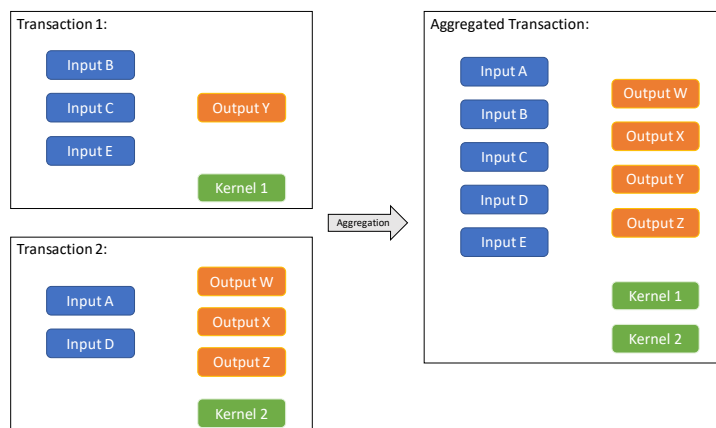 Transaction 1:
Input B
Input C
Output Y
Input E
Kernel 1
Transaction 2:
Output W
Input A
Output X
Input D
Output Z
Kernel 2
Aggregation
Aggregated Transaction:
Input A
Output W
Input B
Output X
Input C
Output Y
Input D
Output Z
Input E
Kernel 1
Kernel 2